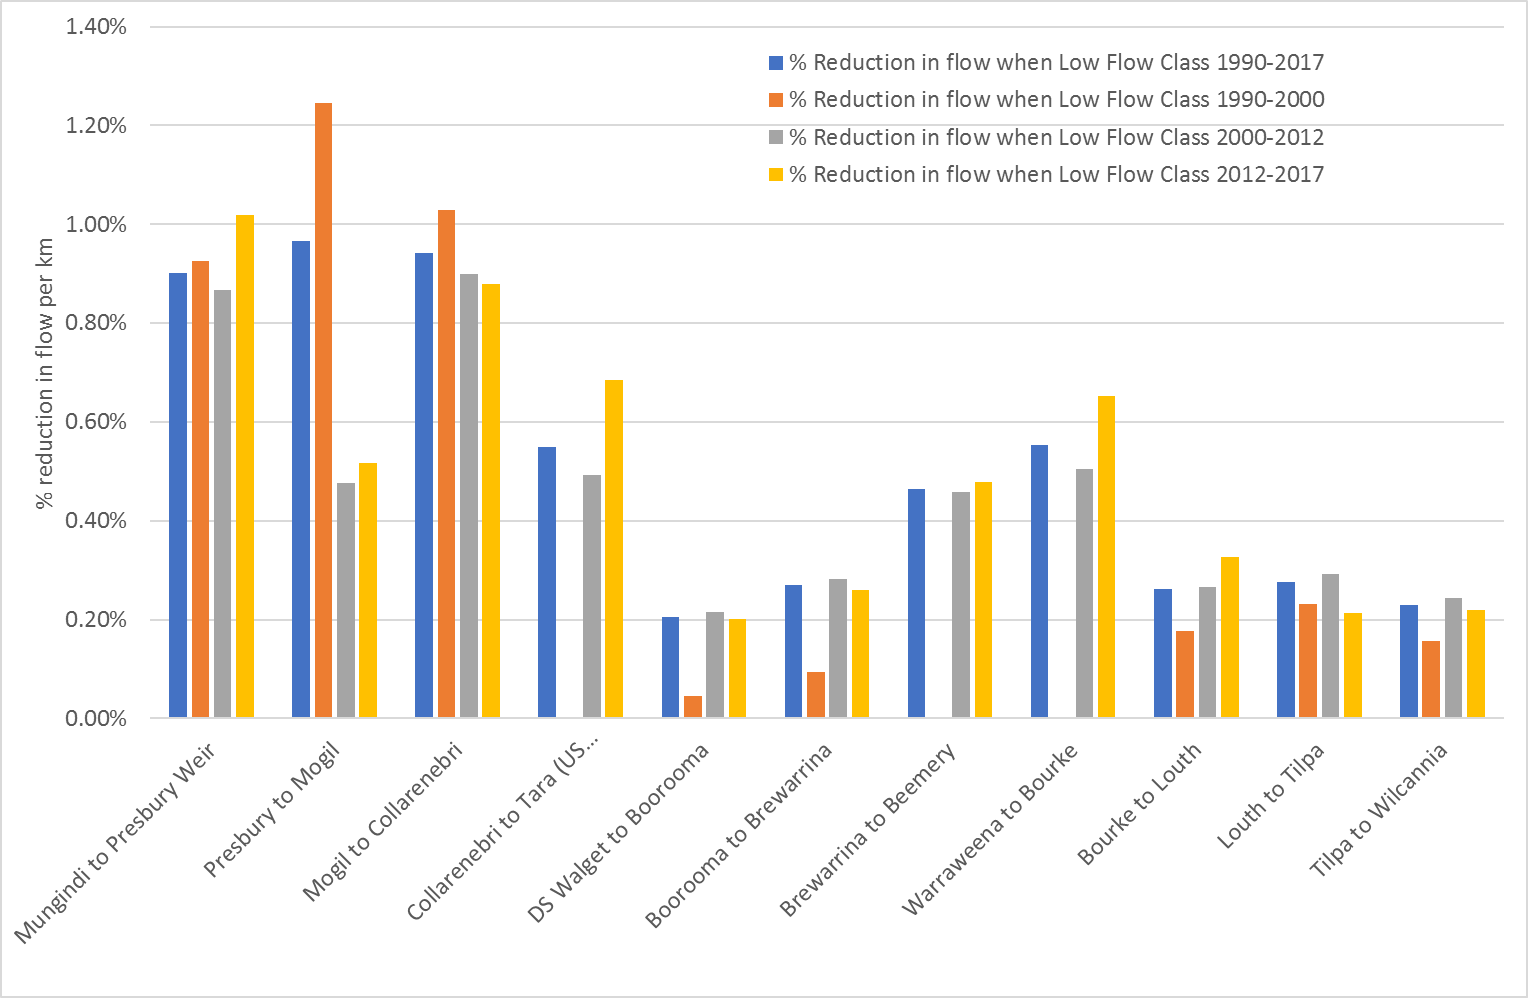 1.40%
1.20%
1.00%
0.80%
0.60%
0.40%
0.20%
0.00%
% reduction in flow per km
% Reduction in flow when Low Flow Class 1990-2017
% Reduction in flow when Low Flow Class 1990-2000
% Reduction in flow when Low Flow Class 2000-2012
% Reduction in flow when Low Flow Class 2012-2017
Mungindi to Presbury Weir
Presbury to Mogil
Mogil to Collarenebri
Collarenebri to Tara (US...
DS Walget to Boorooma
Boorooma to Brewarrina
Brewarrina to Beemery
Warraweena to Bourke
Bourke to Louth
Louth to Tilpa
Tilpa to Wilcannia